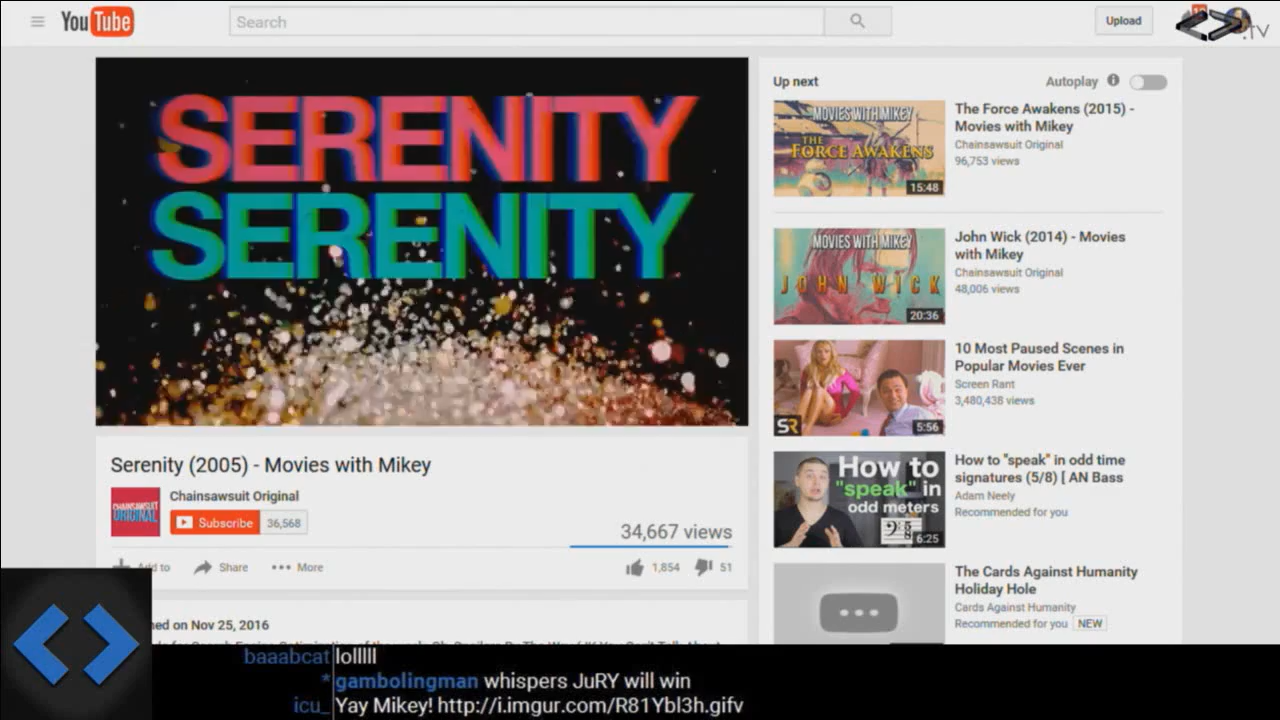 YouTube
Search
Upload
.TV
SERENITY
SERENITY
Serenity (2005) - Movies with Mikey
CHAINSAWSUIT
ORIGINAL
Chainsawsuit Original
Subscribe 36,568
34,667 views
Add to Share More 1,854 51
ed on Nov 25, 2016
Up next Autoplay
MOVIES WITH MIKEY
THE
FORCE AWAKENS
15:48
The Force Awakens (2015) -
Movies with Mikey
Chainsawsuit Original
96,753 views
MOVIES WITH MIKEY
JOHN WICK
20:36
John Wick (2014) - Movies
with Mikey
Chainsawsuit Original
48,006 views
SR
5:56
10 Most Paused Scenes in
Popular Movies Ever
Screen Rant
3,480,438 views
How to
"speak" in
odd meters
6:25
How to "speak" in odd time
signatures (5/8) [ AN Bass
Adam Neely
Recommended for you
The Cards Against Humanity
Holiday Hole
Cards Against Humanity
Recommended for you NEW
baaabcat lolllll
* gambolingman whispers JuRY will win
icu_ Yay Mikey! http://i.imgur.com/R81Ybl3h.gifv